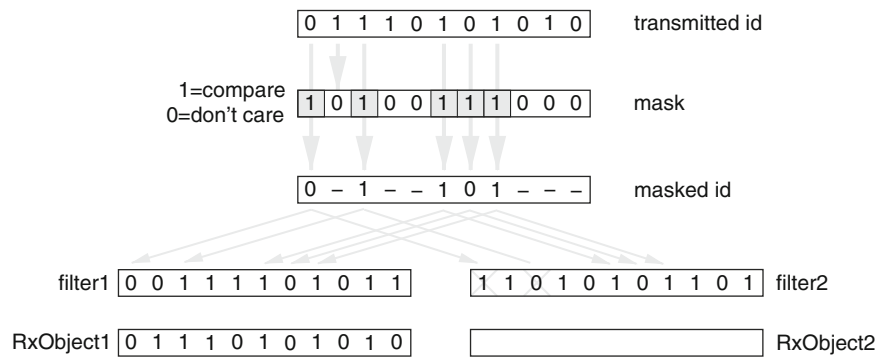 0 1 1 1 0 1 0 1 0 1 0 transmitted id
1=compare
0=don't care
1 0 1 0 0 1 1 1 0 0 0 mask
0 – 1 – – 1 0 1 – – – masked id
filter1 0 0 1 1 1 1 0 1 0 1 1
1 1 0 1 0 1 0 1 1 0 1 filter2
RxObject1 0 1 1 1 0 1 0 1 0 1 0
RxObject2